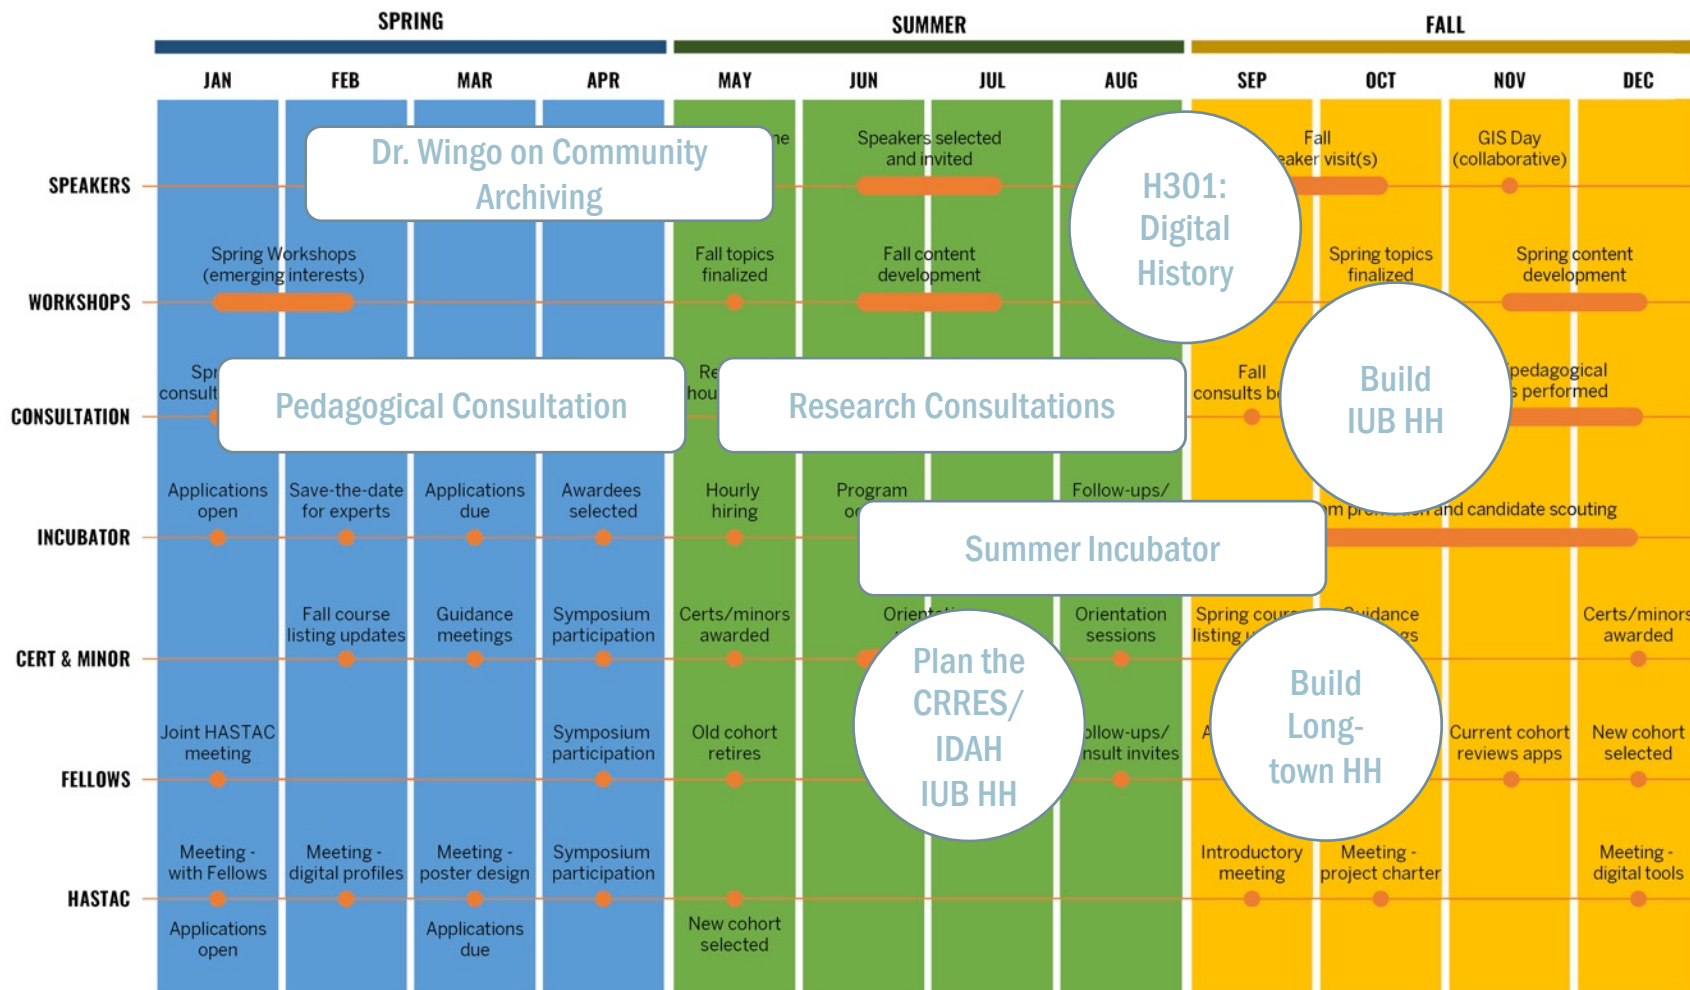 SPRING
SUMMER
FALL
JAN
FEB
MAR
APR
MAY
JUN
JUL
AUG
SEP
OCT
NOV
DEC
SPEAKERS
Dr. Wingo on Community
Archiving
Speakers selected
and invited
H301:
Digital
History
Fall
visit(s)
GIS Day
(collaborative)
WORKSHOPS
Spring Workshops
(emerging interests)
Fall topics
finalized
Fall content
development
Spring topics
finalized
Spring content
development
CONSULTATION
Pedagogical Consultation
Research Consultations
Fall
consults
Build
IUB HH
pedagogical
performed
INCUBATOR
Applications
open
Save-the-date
for experts
Applications
due
Awardees
selected
Hourly
hiring
Program
Follow-ups/
Summer Incubator
and candidate scouting
CERT & MINOR
Fall course
listing updates
Guidance
meetings
Symposium
participation
Certs/minors
awarded
Orientation
sessions
Spring
listing
Certs/minors
awarded
Plan the
CRRES/
IDAH
IUB HH
Build
Long-
town HH
FELLOWS
Joint HASTAC
meeting
Symposium
participation
Old cohort
retires
invites
Current cohort
reviews apps
New cohort
selected
HASTAC
Meeting -
with Fellows
Meeting -
digital profiles
Meeting -
poster design
Symposium
participation
Introductory
meeting
Meeting -
project charter
Meeting -
digital tools
Applications
open
Applications
due
New cohort
selected